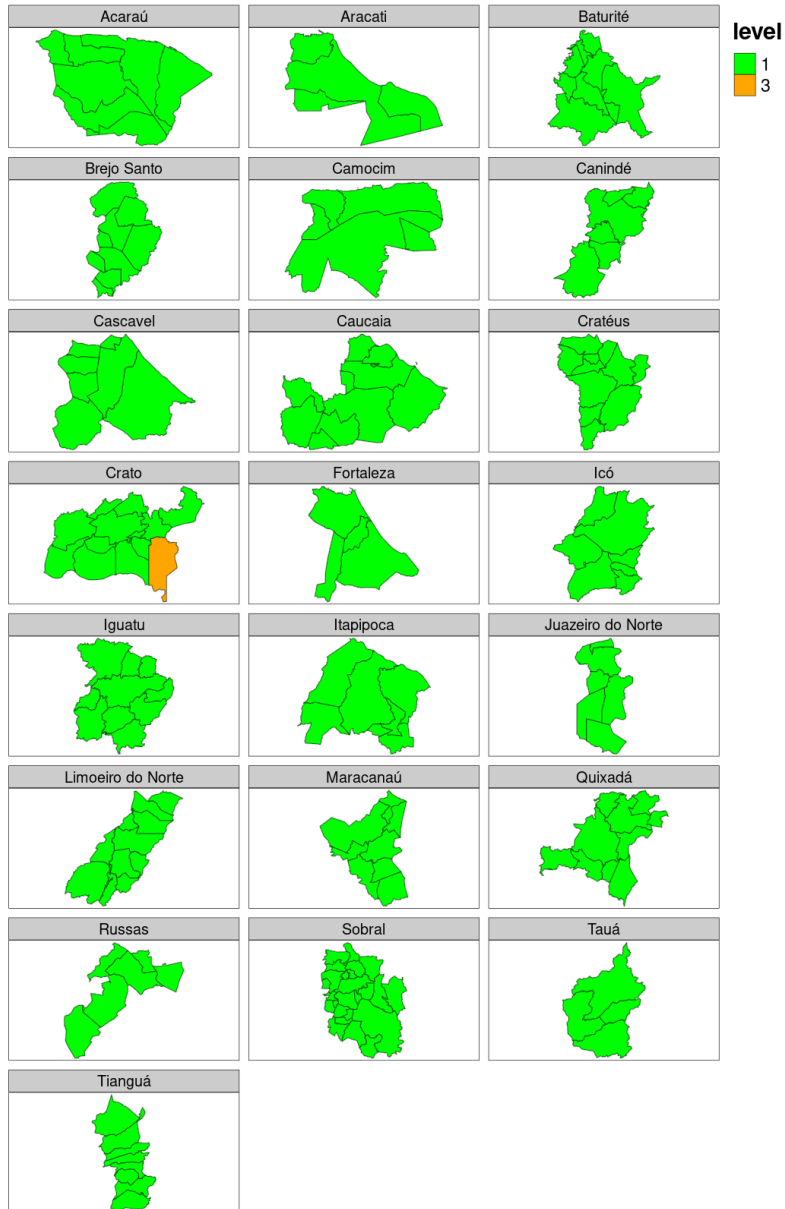 Acaraú
Aracati
Baturité
level
1
3
Brejo Santo
Camocim
Canindé
Cascavel
Caucaia
Cratéus
Crato
Fortaleza
Icó
Iguatu
Itapipoca
Juazeiro do Norte
Limoeiro do Norte
Maracanaú
Quixadá
Russas
Sobral
Tauá
Tianguá